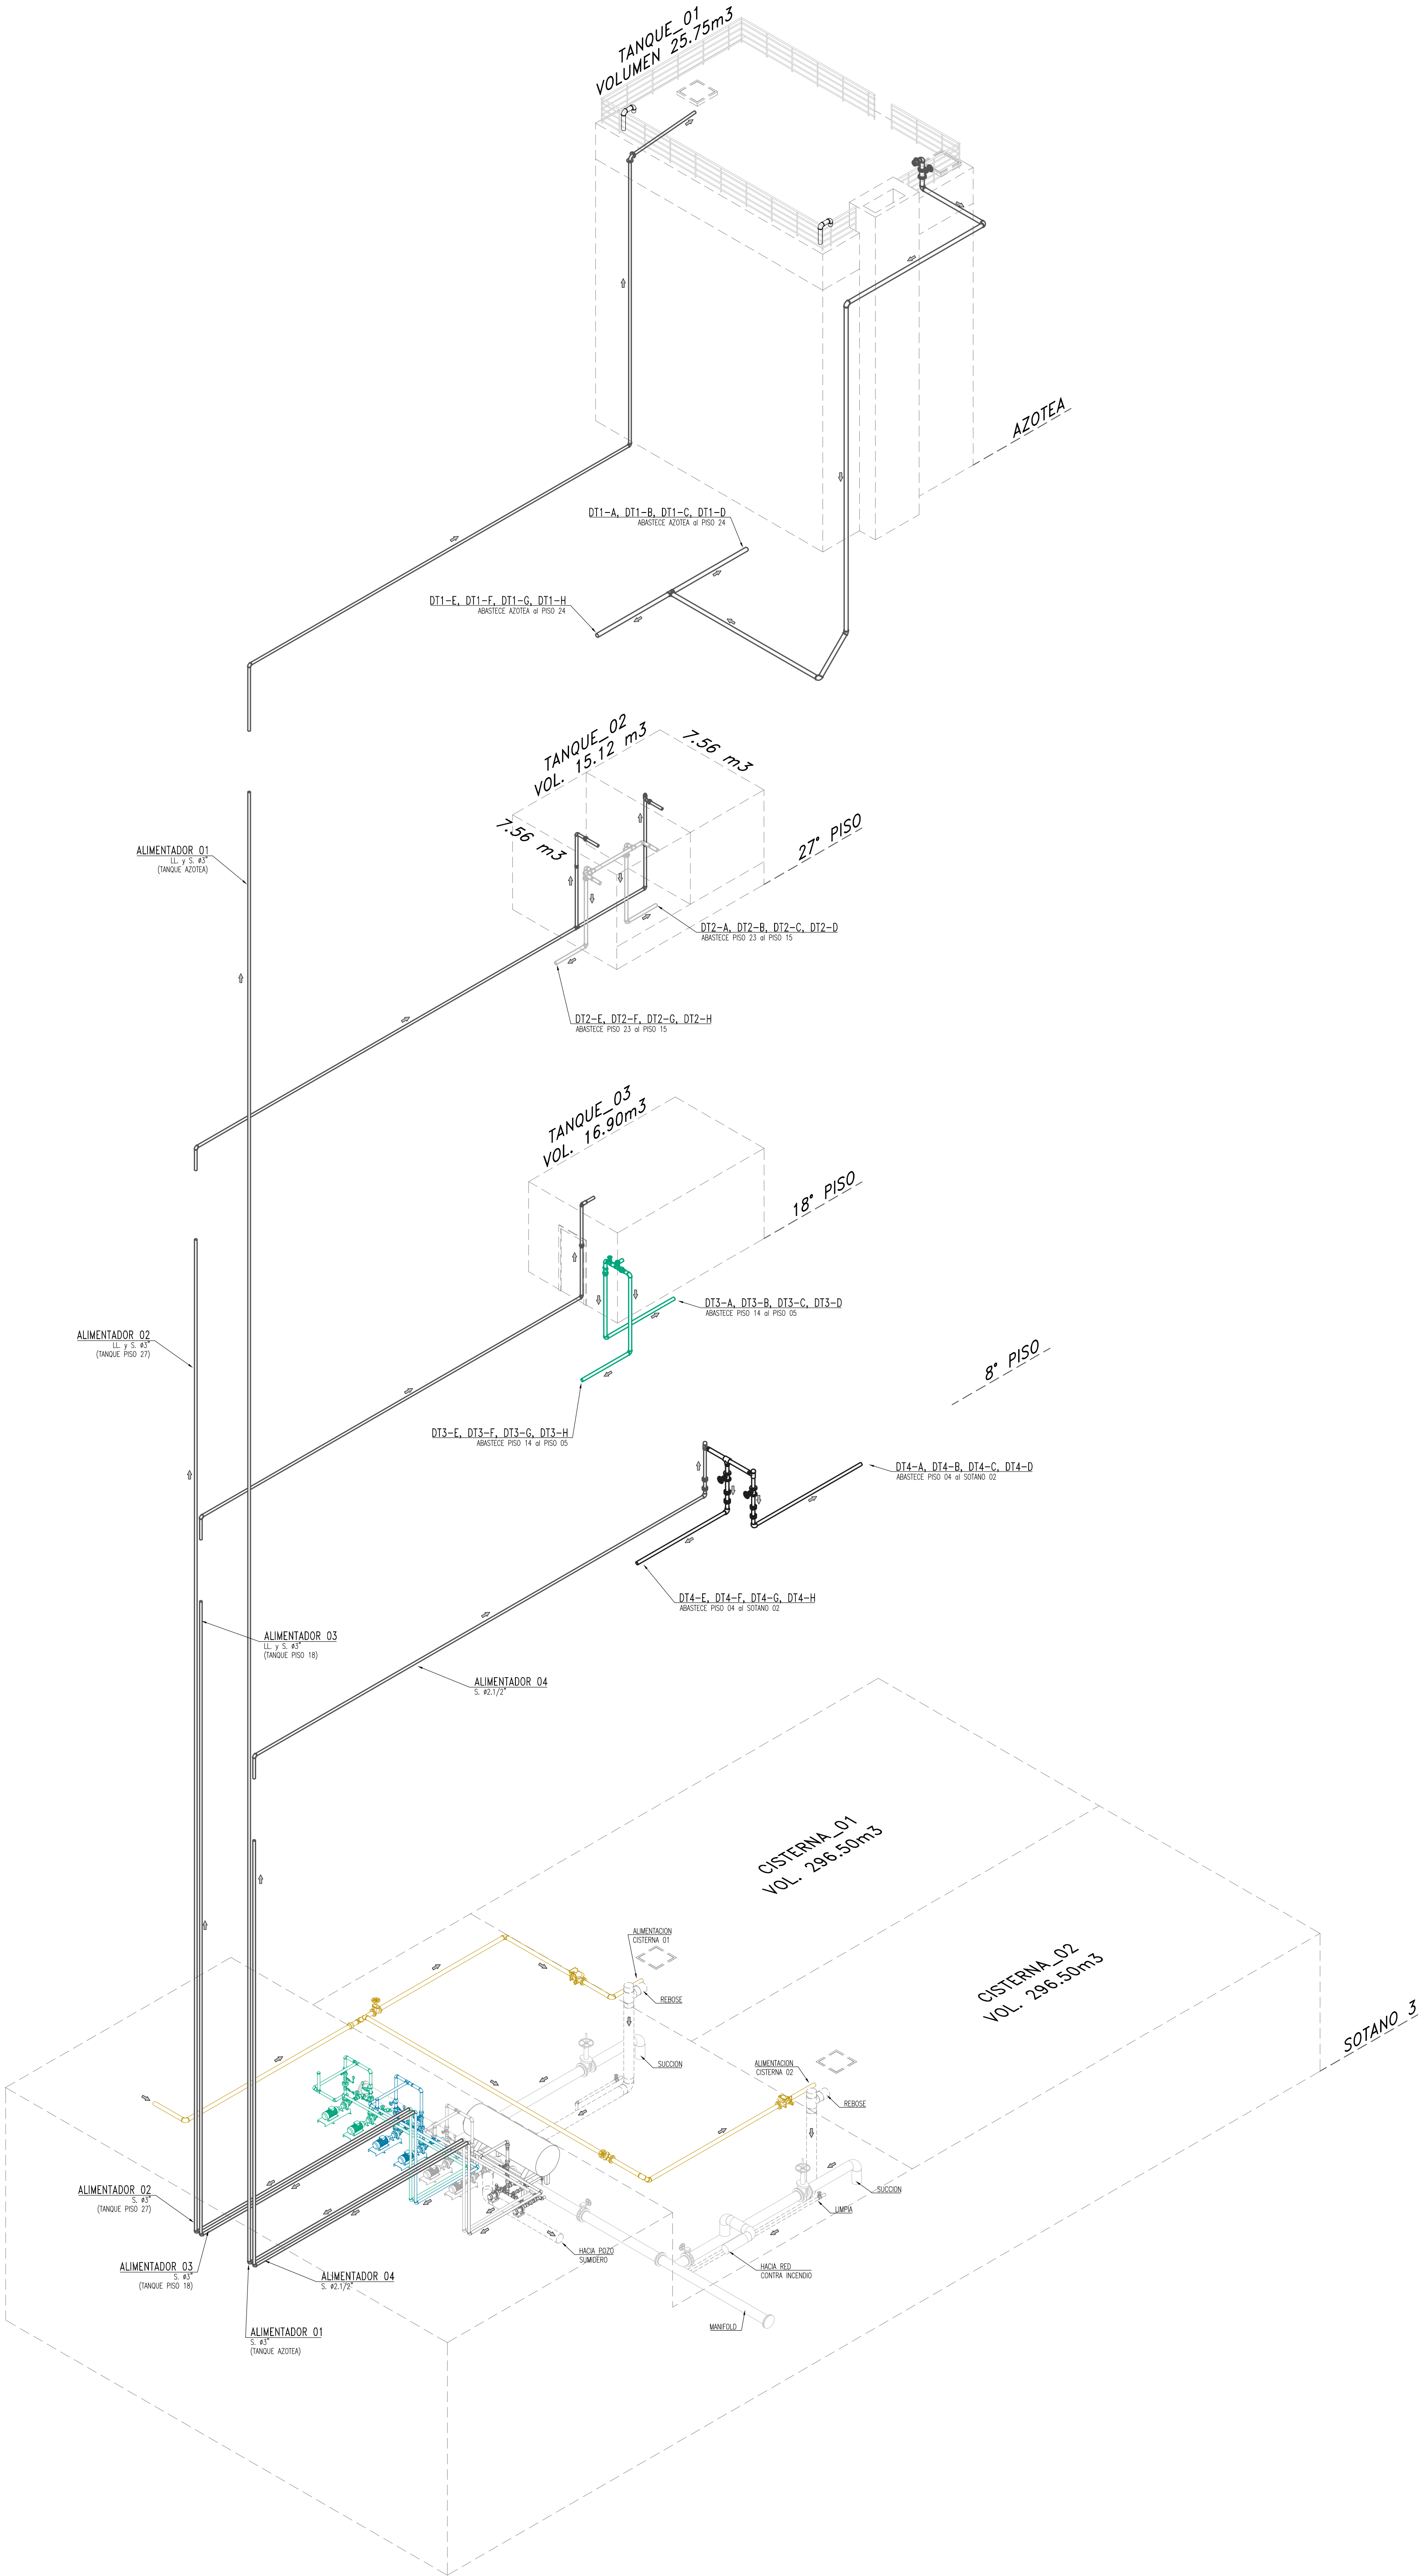 TANQUE_01
VOLUMEN 25.75m3
AZOTEA
DT1-A, DT1-B, DT1-C, DT1-D
ABASTECE AZOTEA al PISO 24
DT1-E, DT1-F, DT1-G, DT1-H
ABASTECE AZOTEA al PISO 24
TANQUE_02
VOL. 15.12 m3
7.56 m3
7.56 m3
27° PISO
ALIMENTADOR 01
LL. y S. ø3"
(TANQUE AZOTEA)
DT2-A, DT2-B, DT2-C, DT2-D
ABASTECE PISO 23 al PISO 15
DT2-E, DT2-F, DT2-G, DT2-H
ABASTECE PISO 23 al PISO 15
TANQUE_03
VOL. 16.90m3
18° PISO
DT3-A, DT3-B, DT3-C, DT3-D
ABASTECE PISO 14 al PISO 05
ALIMENTADOR 02
LL. y S. ø3"
(TANQUE PISO 27)
8° PISO
DT3-E, DT3-F, DT3-G, DT3-H
ABASTECE PISO 14 al PISO 05
DT4-A, DT4-B, DT4-C, DT4-D
ABASTECE PISO 04 al SOTANO 02
DT4-E, DT4-F, DT4-G, DT4-H
ABASTECE PISO 04 al SOTANO 02
ALIMENTADOR 03
LL. y S. ø3"
(TANQUE PISO 18)
ALIMENTADOR 04
S. ø2.1/2"
CISTERNA_01
VOL. 296.50m3
CISTERNA_02
VOL. 296.50m3
SOTANO 3
ALIMENTACION
CISTERNA 01
REBOSE
SUCCION
ALIMENTACION
CISTERNA 02
REBOSE
SUCCION
LIMPIA
ALIMENTADOR 02
S. ø3"
(TANQUE PISO 27)
HACIA POZO
SUMIDERO
HACIA RED
CONTRA INCENDIO
ALIMENTADOR 03
S. ø3"
(TANQUE PISO 18)
ALIMENTADOR 04
S. ø2.1/2"
MANIFOLD
ALIMENTADOR 01
S. ø3"
(TANQUE AZOTEA)